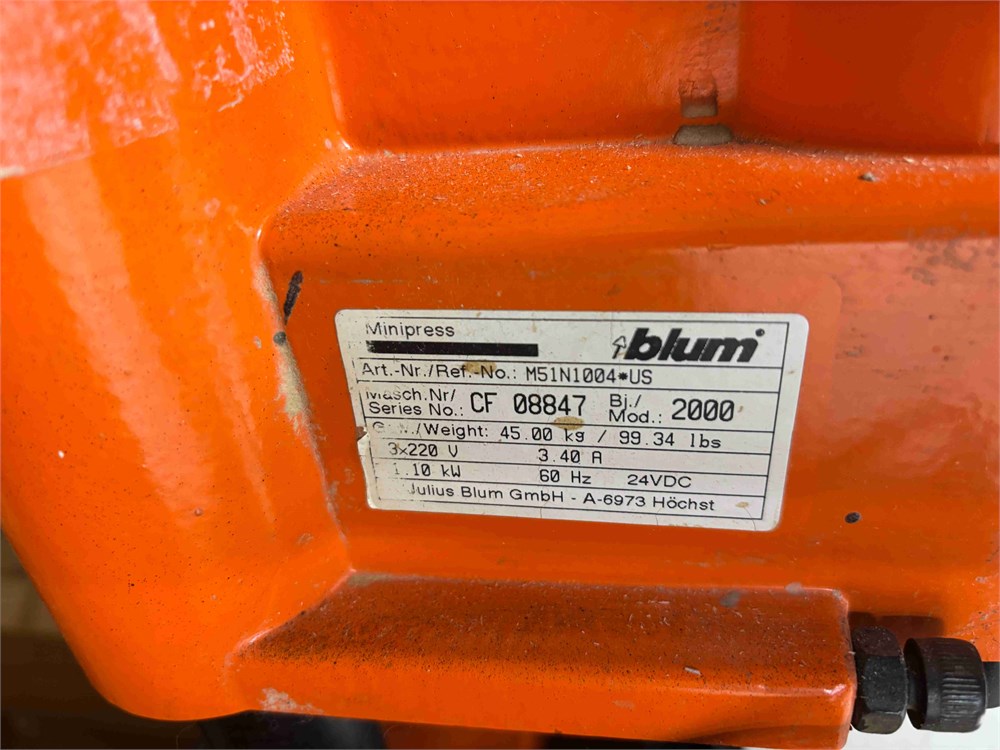 Minipress
blum
Art.-Nr./Ref.-No.: M51N1004*US
Masch.Nr/ Series No.: CF 08847 Bj./ Mod.: 2000
/Weight: 45.00 kg / 99.34 lbs
3x220 V 3.40 A
1.10 kW 60 Hz 24VDC
Julius Blum GmbH - A-6973 Höchst